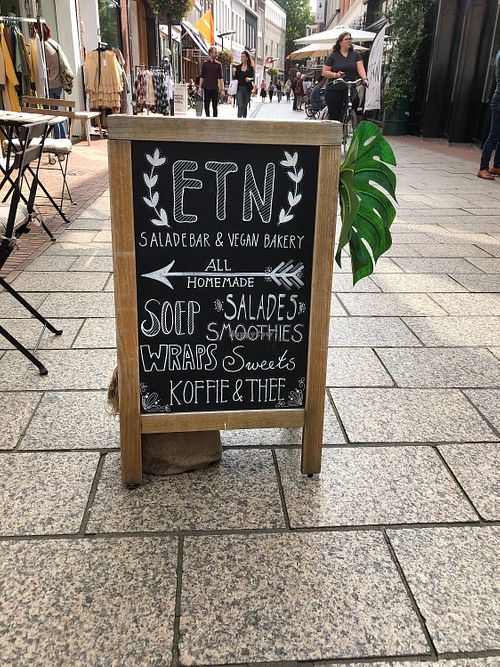 ETN
SALADEBAR & VEGAN BAKERY
ALL
HOMEMADE
SOEP SALADES
SMOOTHIES
WRAPS Sweets
KOFFIE & THEE